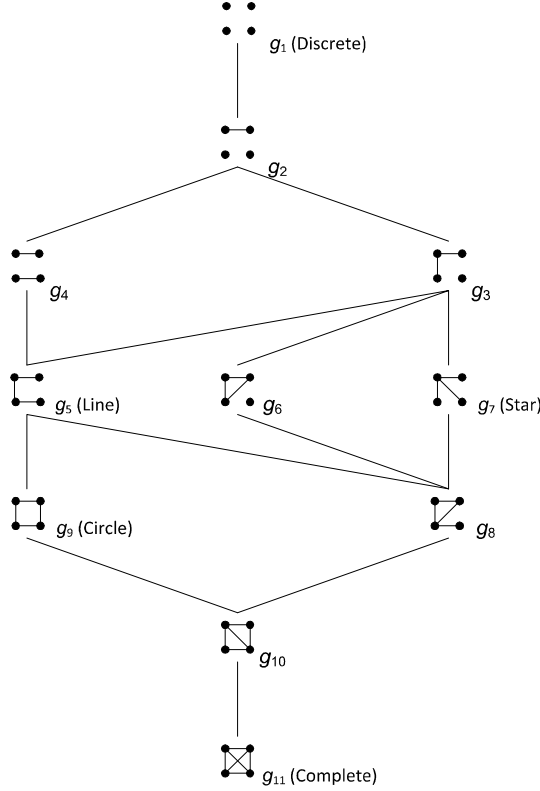 g1 (Discrete)
g2
g4
g3
g5 (Line)
g6
g7 (Star)
g9 (Circle)
g8
g10
g11 (Complete)